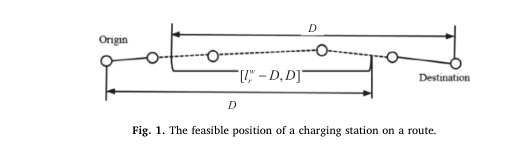 D
Origin
[l_r^w − D, D]
Destination
D
Fig. 1. The feasible position of a charging station on a route.